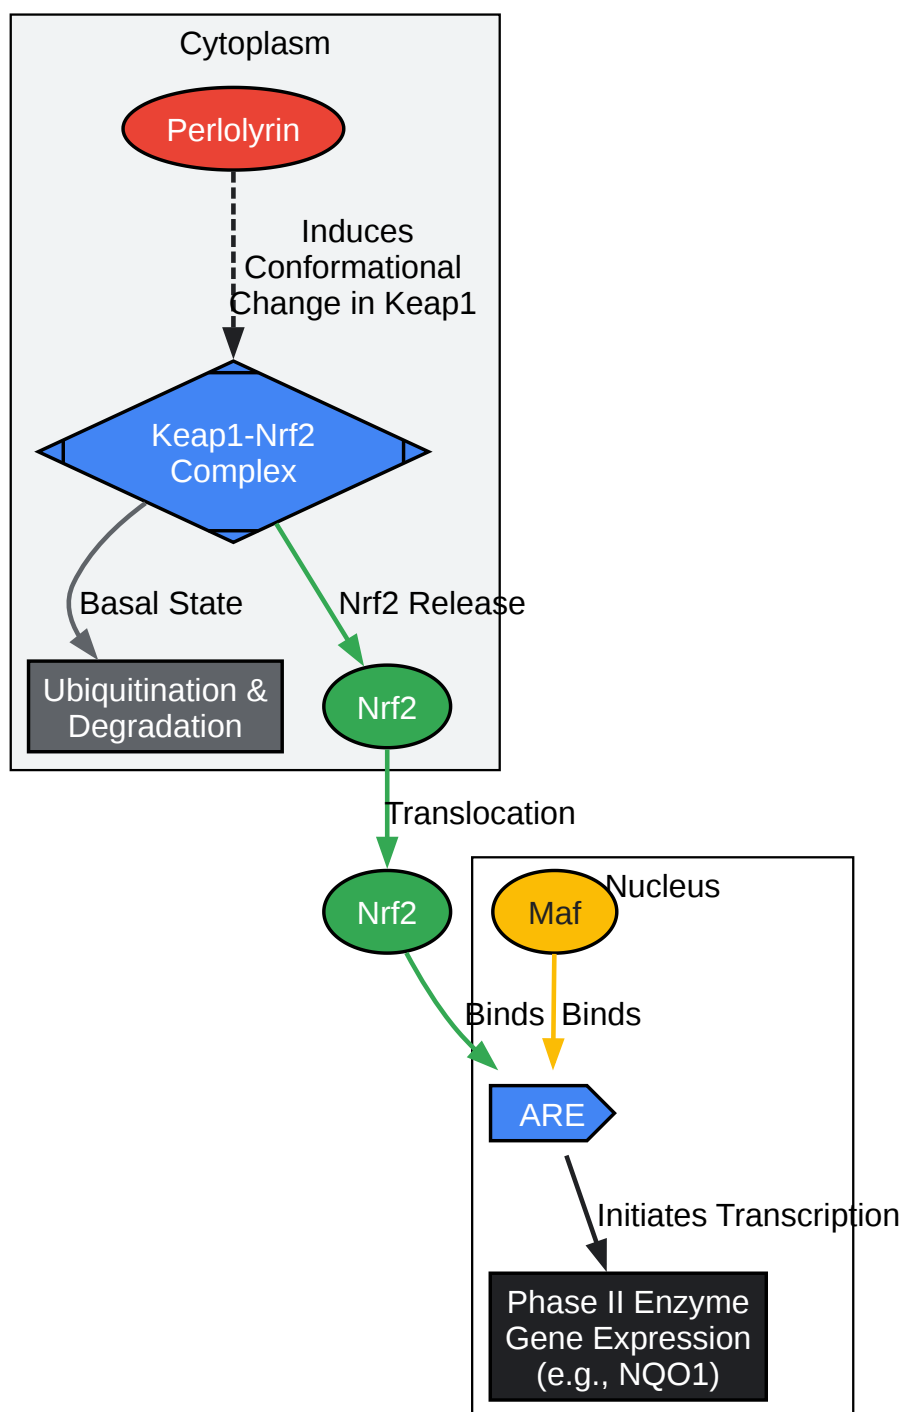 Cytoplasm
Perlolyrin
Induces
Conformational
Change in Keap1
Keap1-Nrf2
Complex
Basal State
Nrf2 Release
Ubiquitination &
Degradation
Nrf2
Translocation
Nrf2
Maf
Nucleus
Binds
Binds
ARE
Initiates Transcription
Phase II Enzyme
Gene Expression
(e.g., NQO1)